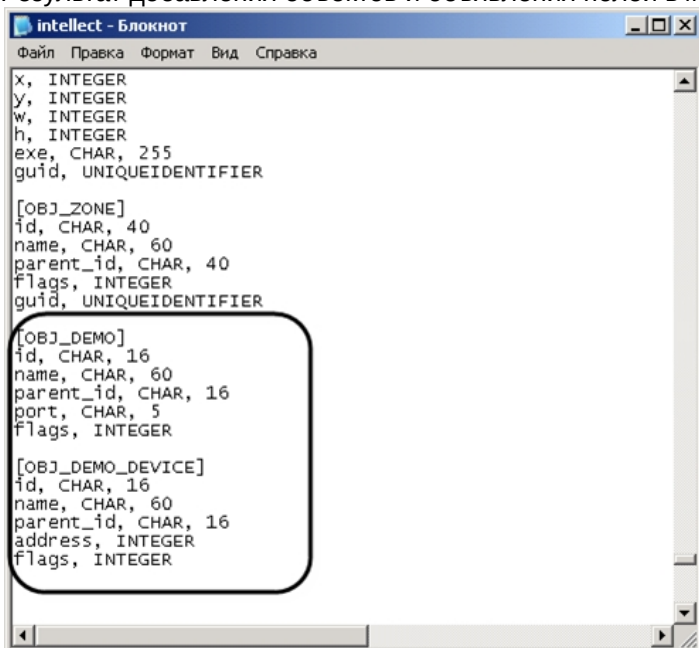 intellect - Блокнот
Файл Правка Формат Вид Справка
x, INTEGER
y, INTEGER
w, INTEGER
h, INTEGER
exe, CHAR, 255
guid, UNIQUEIDENTIFIER
[OBJ_ZONE]
id, CHAR, 40
name, CHAR, 60
parent_id, CHAR, 40
flags, INTEGER
guid, UNIQUEIDENTIFIER
[OBJ_DEMO]
id, CHAR, 16
name, CHAR, 60
parent_id, CHAR, 16
port, CHAR, 5
flags, INTEGER
[OBJ_DEMO_DEVICE]
id, CHAR, 16
name, CHAR, 60
parent_id, CHAR, 16
address, INTEGER
flags, INTEGER